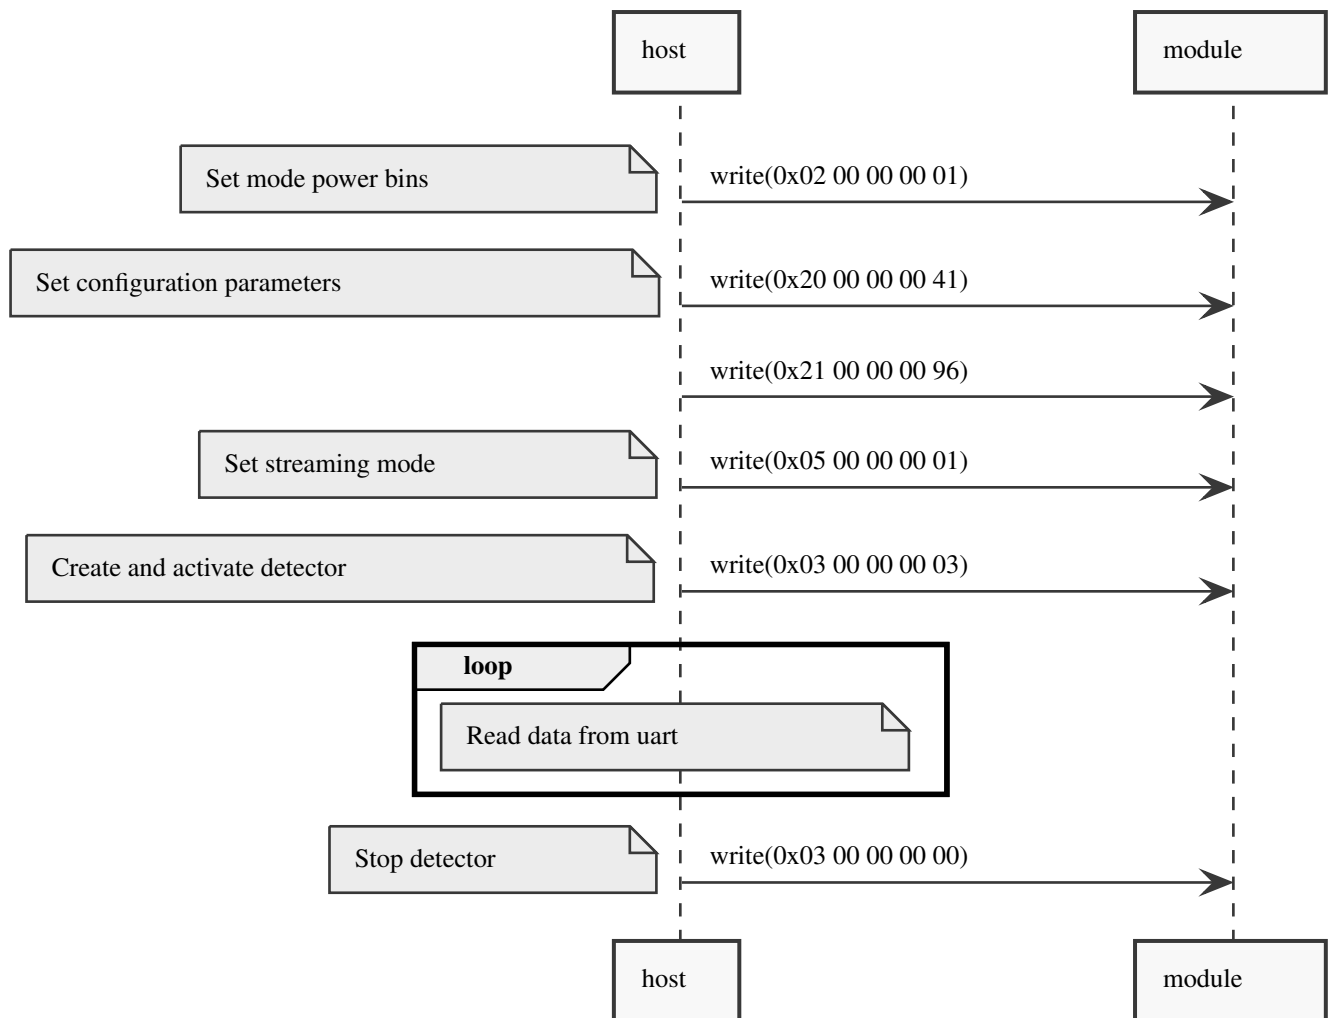 host
module
Set mode power bins
write(0x02 00 00 00 01)
Set configuration parameters
write(0x20 00 00 00 41)
write(0x21 00 00 00 96)
Set streaming mode
write(0x05 00 00 00 01)
Create and activate detector
write(0x03 00 00 00 03)
loop
Read data from uart
Stop detector
write(0x03 00 00 00 00)
host
module